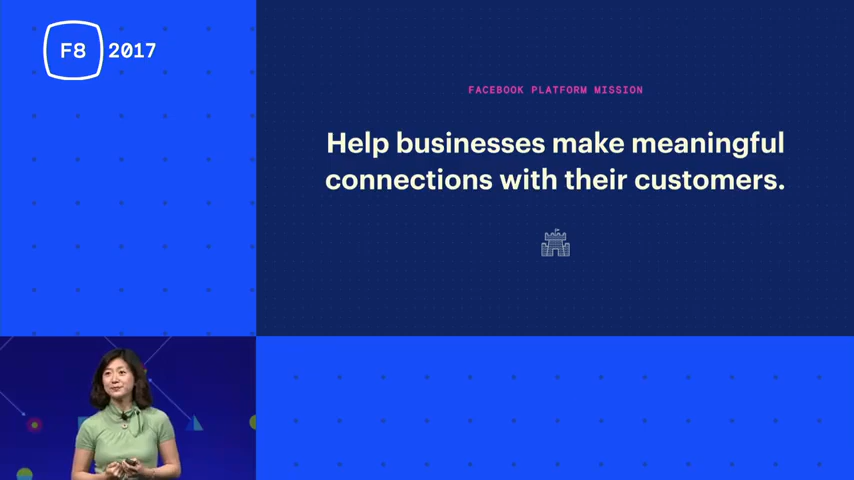 F8 2017
FACEBOOK PLATFORM MISSION
Help businesses make meaningful
connections with their customers.